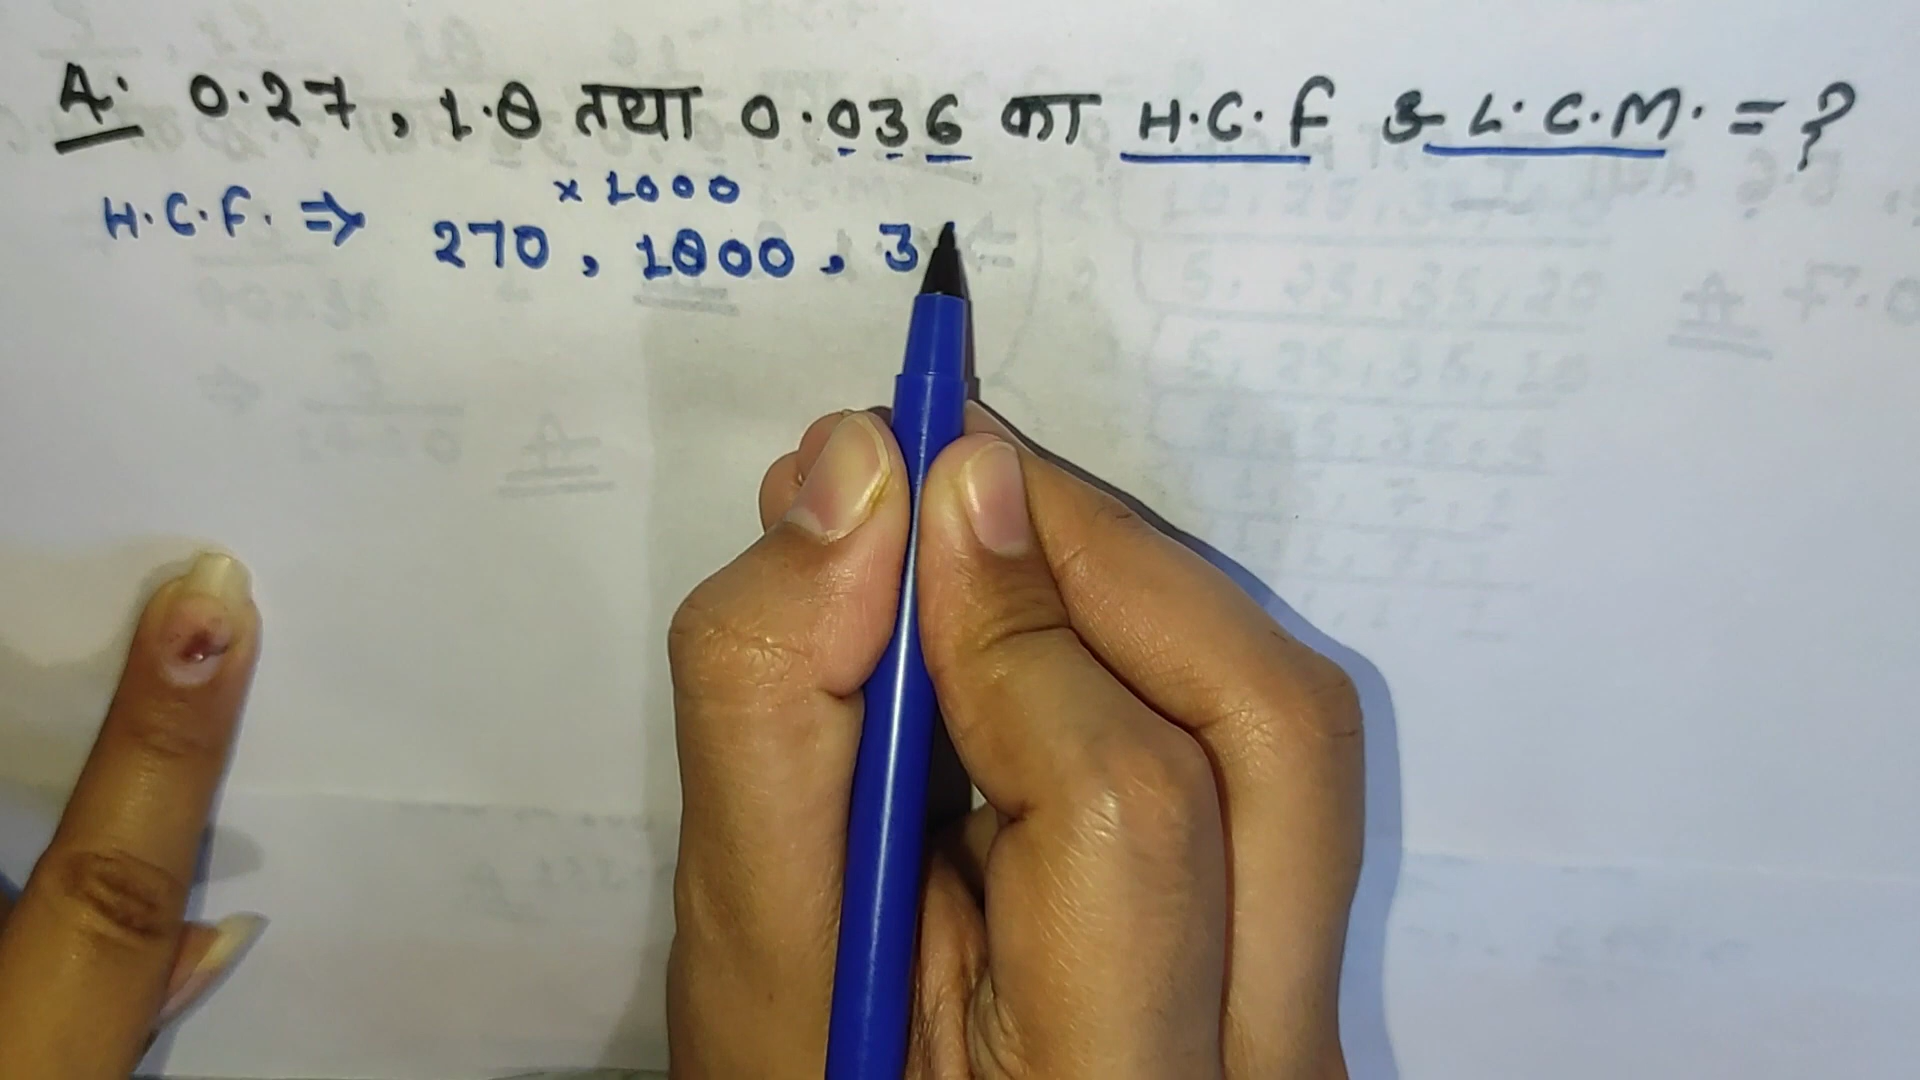 A. 0.27, 1.8 तथा 0.036 का H.C.F & L.C.M. = ?
× 1000
H.C.F. ⇒ 270, 1800, 3